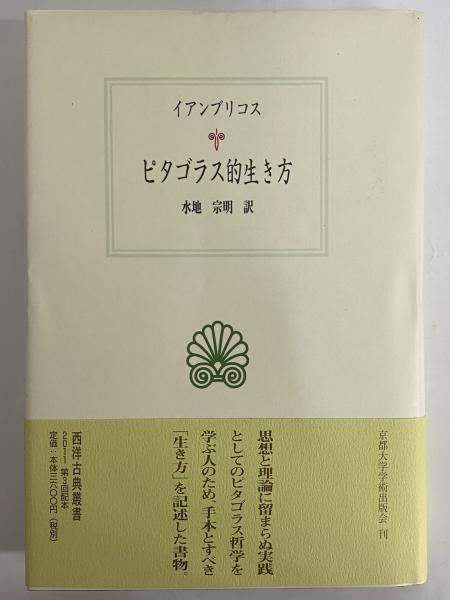 イアンブリコス
ピタゴラス的生き方
水地 宗明 訳
京都大学学術出版会 刊
思想と理論に留まらぬ実践
としてのピタゴラス哲学を
学ぶ人のため、手本とすべき
「生き方」を記述した書物。
西洋古典叢書
2011 第3回配本
定価：本体三六〇〇円（税別）